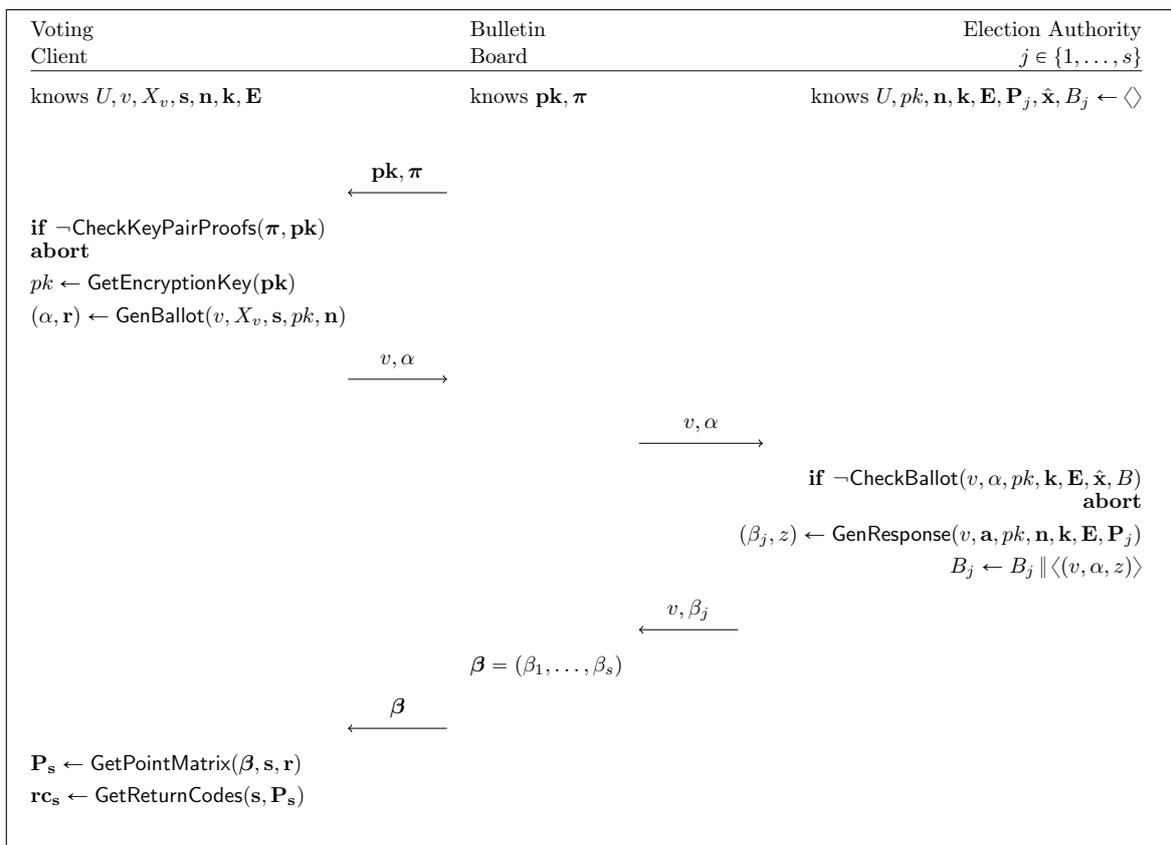 Voting Bulletin Election Authority
Client Board j ∈ {1, . . . , s}
knows U, v, X_v, s, n, k, E knows pk, π knows U, pk, n, k, E, P_j, x̂, B_j ← ⟨⟩
pk, π
if ¬CheckKeyPairProofs(π, pk)
abort
pk ← GetEncryptionKey(pk)
(α, r) ← GenBallot(v, X_v, s, pk, n)
v, α
v, α
if ¬CheckBallot(v, α, pk, k, E, x̂, B)
abort
(β_j, z) ← GenResponse(v, a, pk, n, k, E, P_j)
B_j ← B_j ∥ ⟨(v, α, z)⟩
v, β_j
β = (β_1, . . . , β_s)
β
P_s ← GetPointMatrix(β, s, r)
rc_s ← GetReturnCodes(s, P_s)